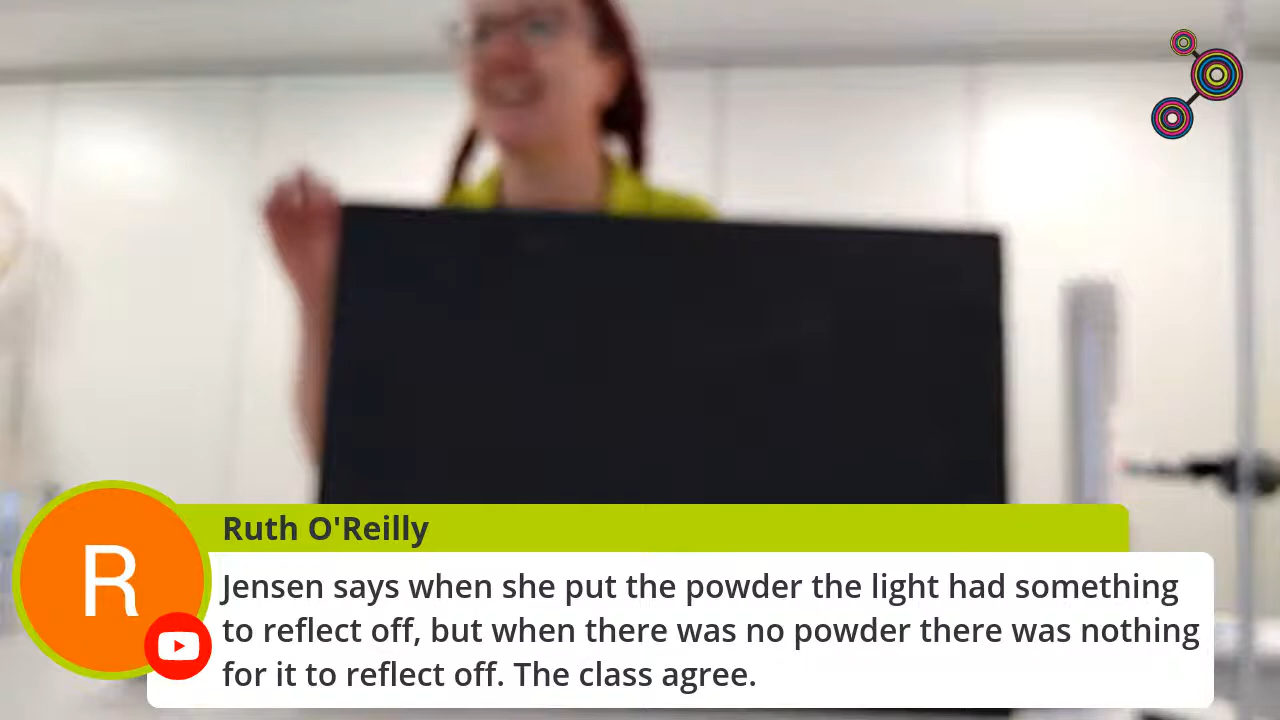 Ruth O'Reilly
R
Jensen says when she put the powder the light had something
to reflect off, but when there was no powder there was nothing
for it to reflect off. The class agree.